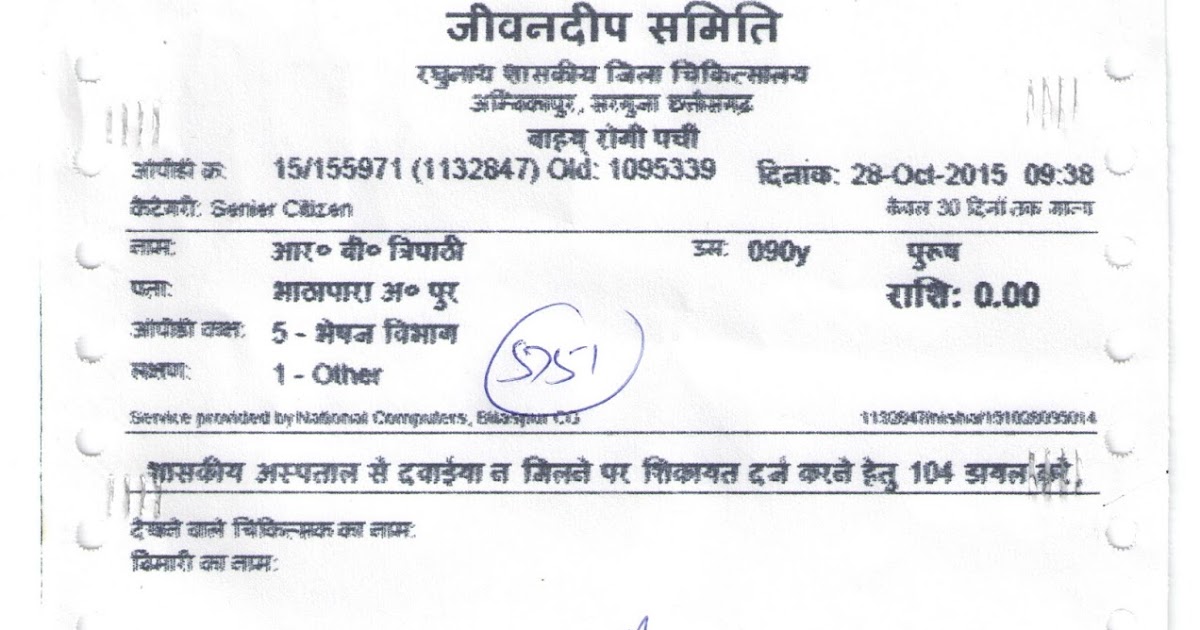 जीवनदीप समिति
रघुनाथ शासकीय जिला चिकित्सालय
अम्बिकापुर, सरगुजा छत्तीसगढ़
बाहय् रोगी पर्ची
ओपीडी क्र: 15/155971 (1132847) Old: 1095339 दिनांक: 28-Oct-2015 09:38
केटेगरी: Senier Citizen केवल 30 दिनों तक मान्य
नाम: आर० वी० त्रिपाठी उम्र: 090y पुरूष
पता: भाठापारा अ० पुर राशि: 0.00
ओपीडी कक्ष: 5 - भेषज विभाग
लक्षण: 1 - Other
5751
Service provided by National Computers, Bilaspur CG
शासकीय अस्पताल से दवाईया न मिलने पर शिकायत दर्ज करने हेतु 104 डायल करे.
देखने वाले चिकित्सक का नाम:
बिमारी का नाम: